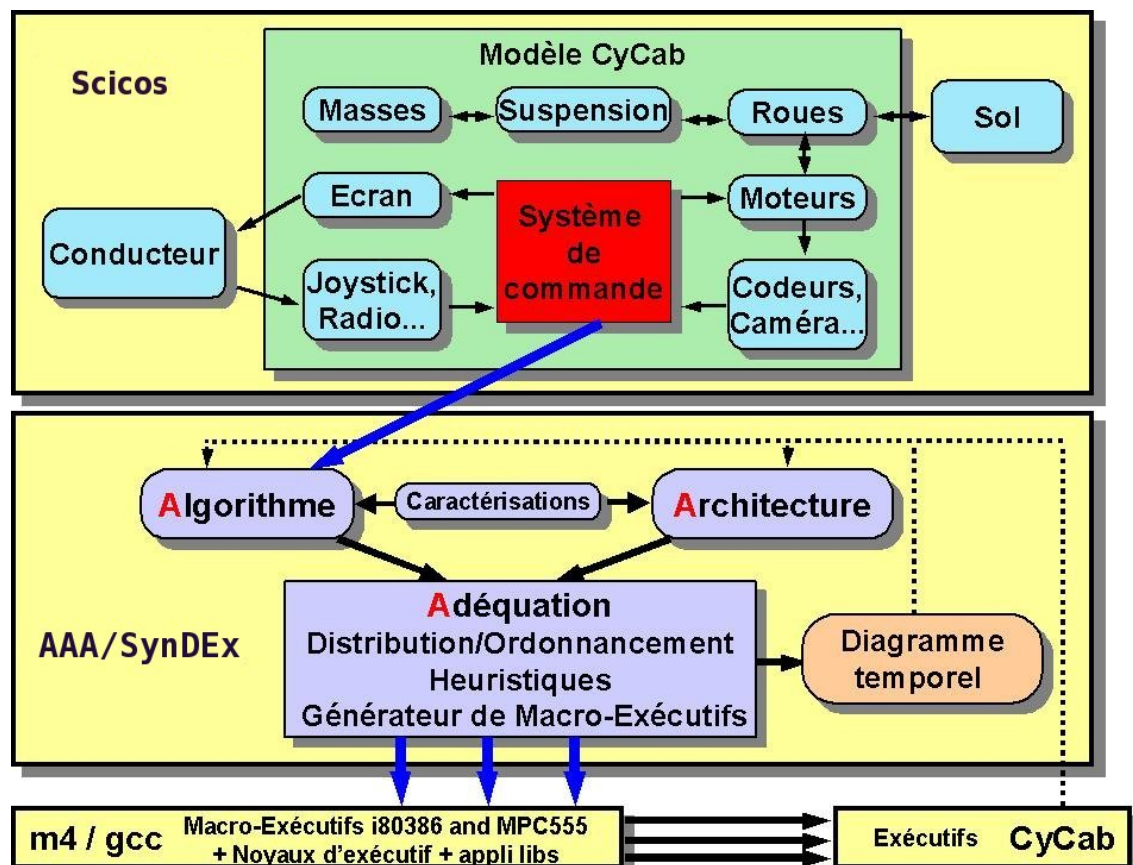 Modèle CyCab
Scicos
Masses
Suspension
Roues
Sol
Ecran
Système
de
commande
Moteurs
Conducteur
Joystick,
Radio...
Codeurs,
Caméra...
Algorithme
Caractérisations
Architecture
AAA/SynDEx
Adéquation
Distribution/Ordonnancement
Heuristiques
Générateur de Macro-Exécutifs
Diagramme
temporel
m4 / gcc
Macro-Exécutifs i80386 and MPC555
+ Noyaux d'exécutif + appli libs
Exécutifs CyCab